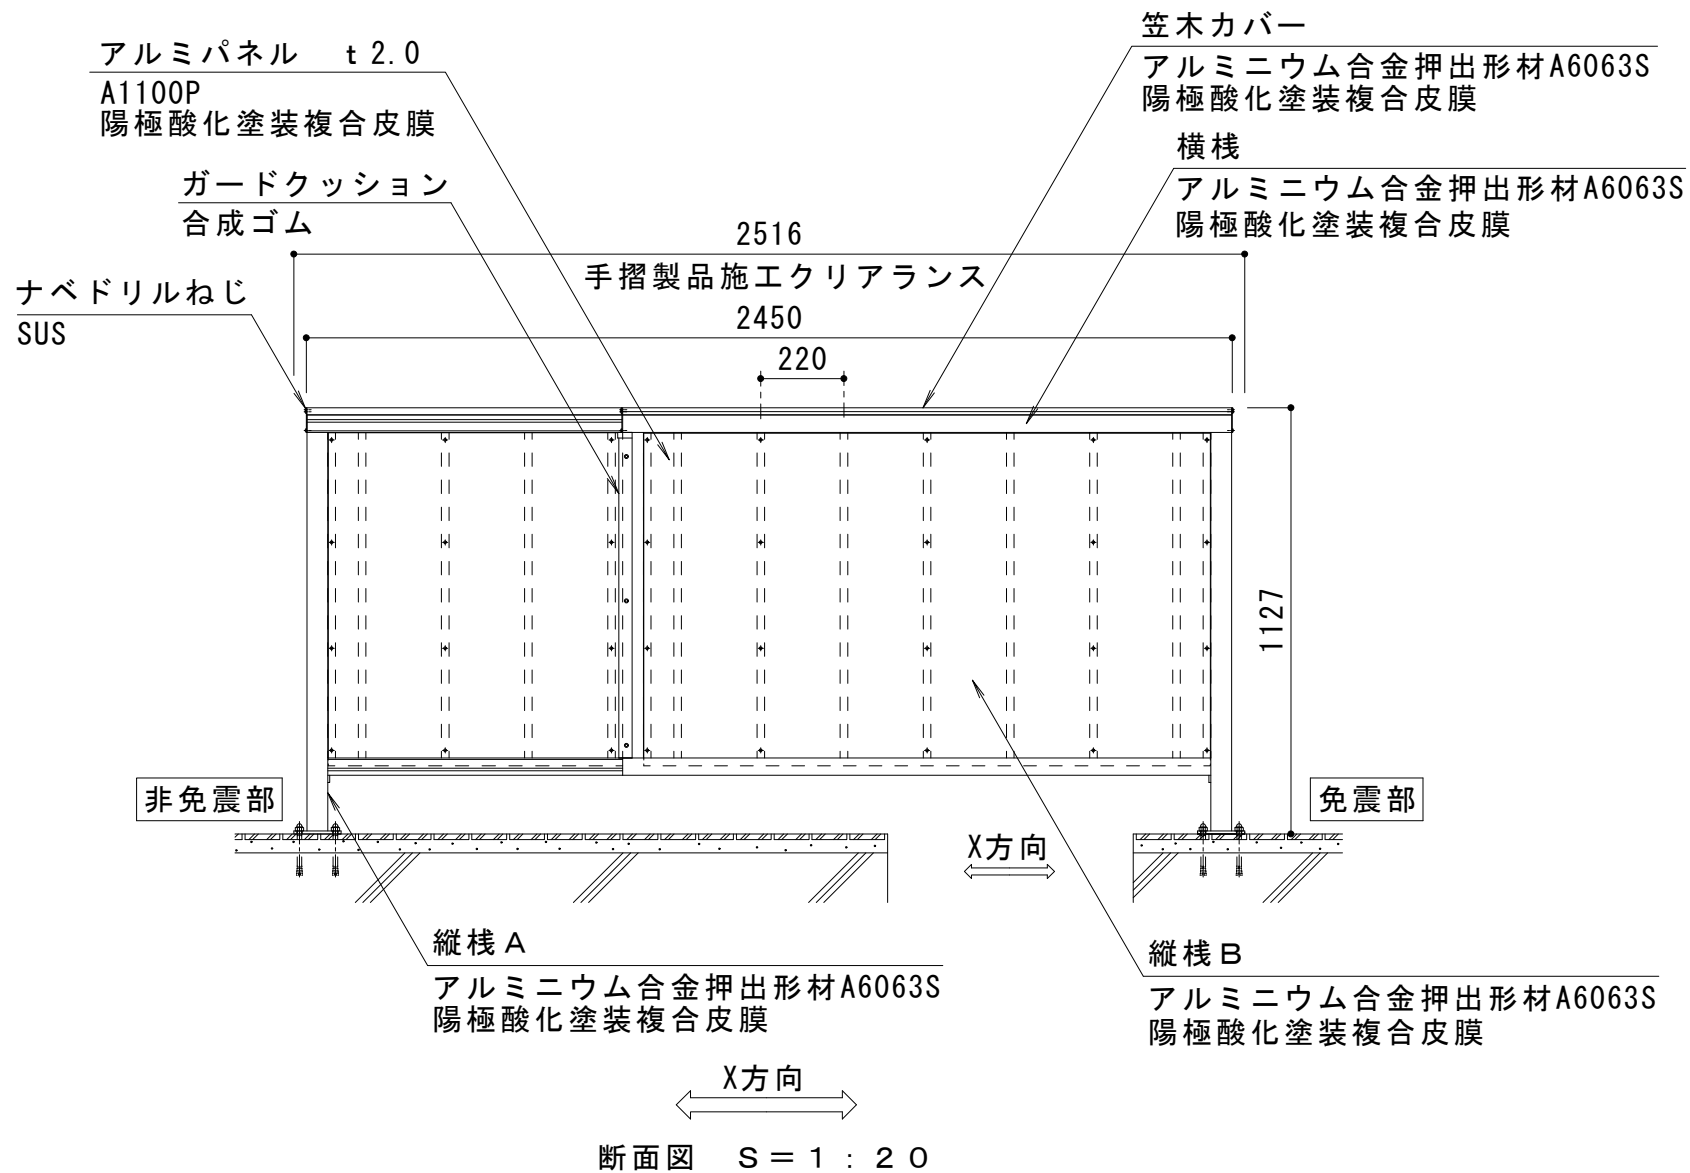 アルミパネル　ｔ2.0
A1100P
陽極酸化塗装複合皮膜
ガードクッション
合成ゴム
ナベドリルねじ
SUS
笠木カバー
アルミニウム合金押出形材A6063S
陽極酸化塗装複合皮膜
横桟
アルミニウム合金押出形材A6063S
陽極酸化塗装複合皮膜
2516
手摺製品施工クリアランス
2450
220
1127
非免震部
免震部
X方向
縦桟Ａ
アルミニウム合金押出形材A6063S
陽極酸化塗装複合皮膜
縦桟Ｂ
アルミニウム合金押出形材A6063S
陽極酸化塗装複合皮膜
X方向
断面図　Ｓ＝１：２０